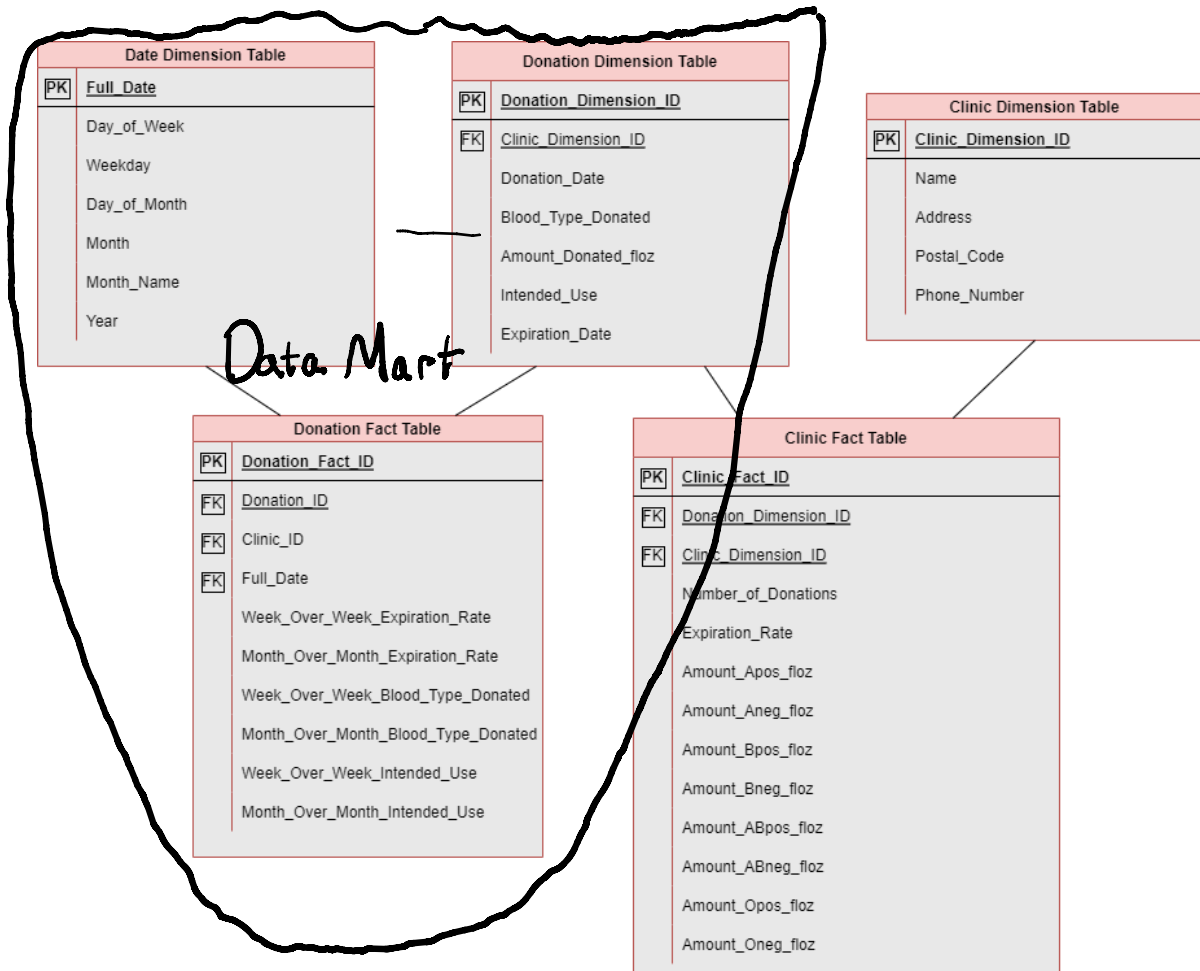 Date Dimension Table
PK Full_Date
Day_of_Week
Weekday
Day_of_Month
Month
Month_Name
Year
Donation Dimension Table
PK Donation_Dimension_ID
FK Clinic_Dimension_ID
Donation_Date
Blood_Type_Donated
Amount_Donated_floz
Intended_Use
Expiration_Date
Clinic Dimension Table
PK Clinic_Dimension_ID
Name
Address
Postal_Code
Phone_Number
Data Mart
Donation Fact Table
PK Donation_Fact_ID
FK Donation_ID
FK Clinic_ID
FK Full_Date
Week_Over_Week_Expiration_Rate
Month_Over_Month_Expiration_Rate
Week_Over_Week_Blood_Type_Donated
Month_Over_Month_Blood_Type_Donated
Week_Over_Week_Intended_Use
Month_Over_Month_Intended_Use
Clinic Fact Table
PK Clinic_Fact_ID
FK Donation_Dimension_ID
FK Clinic_Dimension_ID
Number_of_Donations
Expiration_Rate
Amount_Apos_floz
Amount_Aneg_floz
Amount_Bpos_floz
Amount_Bneg_floz
Amount_ABpos_floz
Amount_ABneg_floz
Amount_Opos_floz
Amount_Oneg_floz